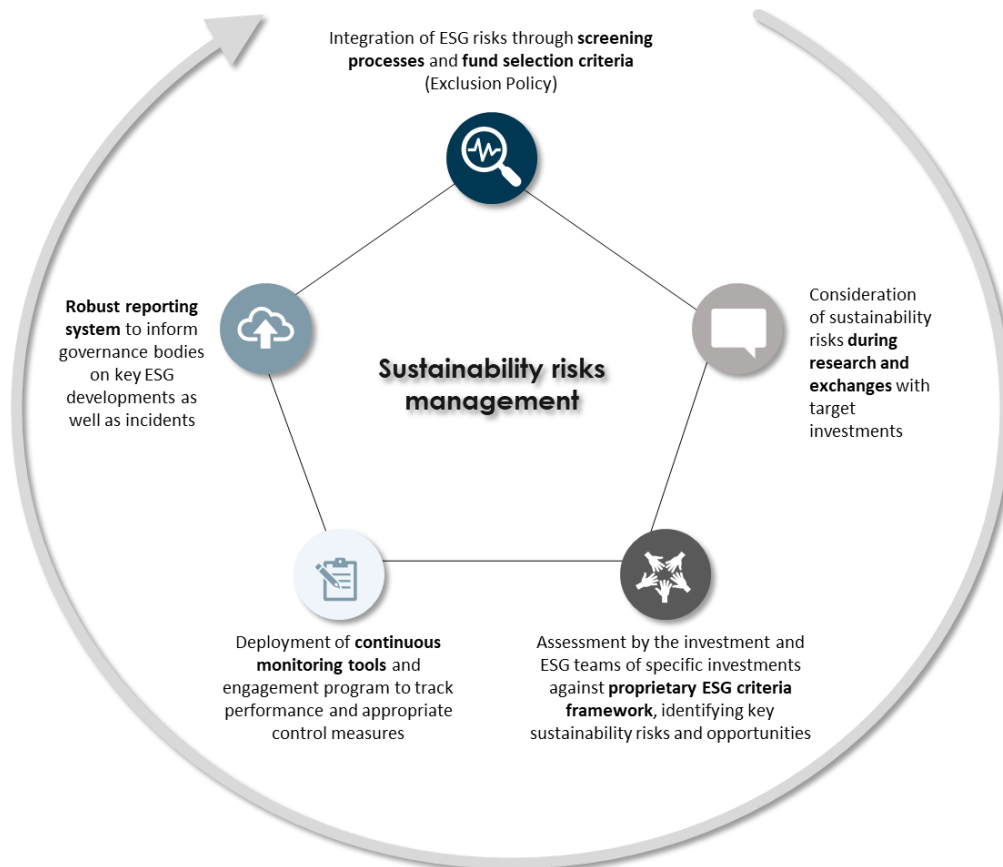 Integration of ESG risks through screening
processes and fund selection criteria
(Exclusion Policy)
Consideration
of sustainability
risks during
research and
exchanges with
target
investments
Assessment by the investment and
ESG teams of specific investments
against proprietary ESG criteria
framework, identifying key
sustainability risks and opportunities
Deployment of continuous
monitoring tools and
engagement program to track
performance and appropriate
control measures
Robust reporting
system to inform
governance bodies
on key ESG
developments as
well as incidents
Sustainability risks
management